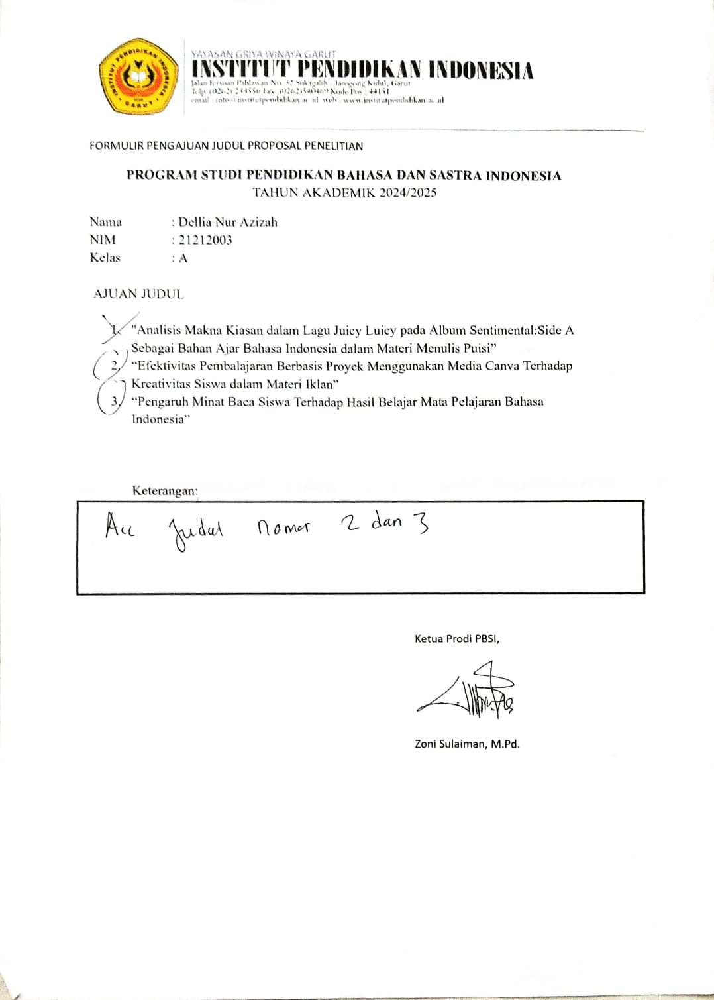 INSTITUT PENDIDIKAN INDONESIA
GARUT
YAYASAN GRIYA WINAYA GARUT
INSTITUT PENDIDIKAN INDONESIA
Jalan Terusan Pahlawan No. 32 Sukagalih - Tarogong Kidul, Garut
Telp. (0262) 233556 Fax. (0262)540469 Kode Pos : 44151
email : info@institutpendidikan.ac.id web : www.institutpendidikan.ac.id
FORMULIR PENGAJUAN JUDUL PROPOSAL PENELITIAN
PROGRAM STUDI PENDIDIKAN BAHASA DAN SASTRA INDONESIA
TAHUN AKADEMIK 2024/2025
Nama : Dellia Nur Azizah
NIM : 21212003
Kelas : A
AJUAN JUDUL
1. "Analisis Makna Kiasan dalam Lagu Juicy Luicy pada Album Sentimental:Side A
Sebagai Bahan Ajar Bahasa Indonesia dalam Materi Menulis Puisi”
2. “Efektivitas Pembalajaran Berbasis Proyek Menggunakan Media Canva Terhadap
Kreativitas Siswa dalam Materi Iklan”
3. “Pengaruh Minat Baca Siswa Terhadap Hasil Belajar Mata Pelajaran Bahasa
Indonesia”
Keterangan:
Acc Judul nomor 2 dan 3
Ketua Prodi PBSI,
Zoni Sulaiman, M.Pd.